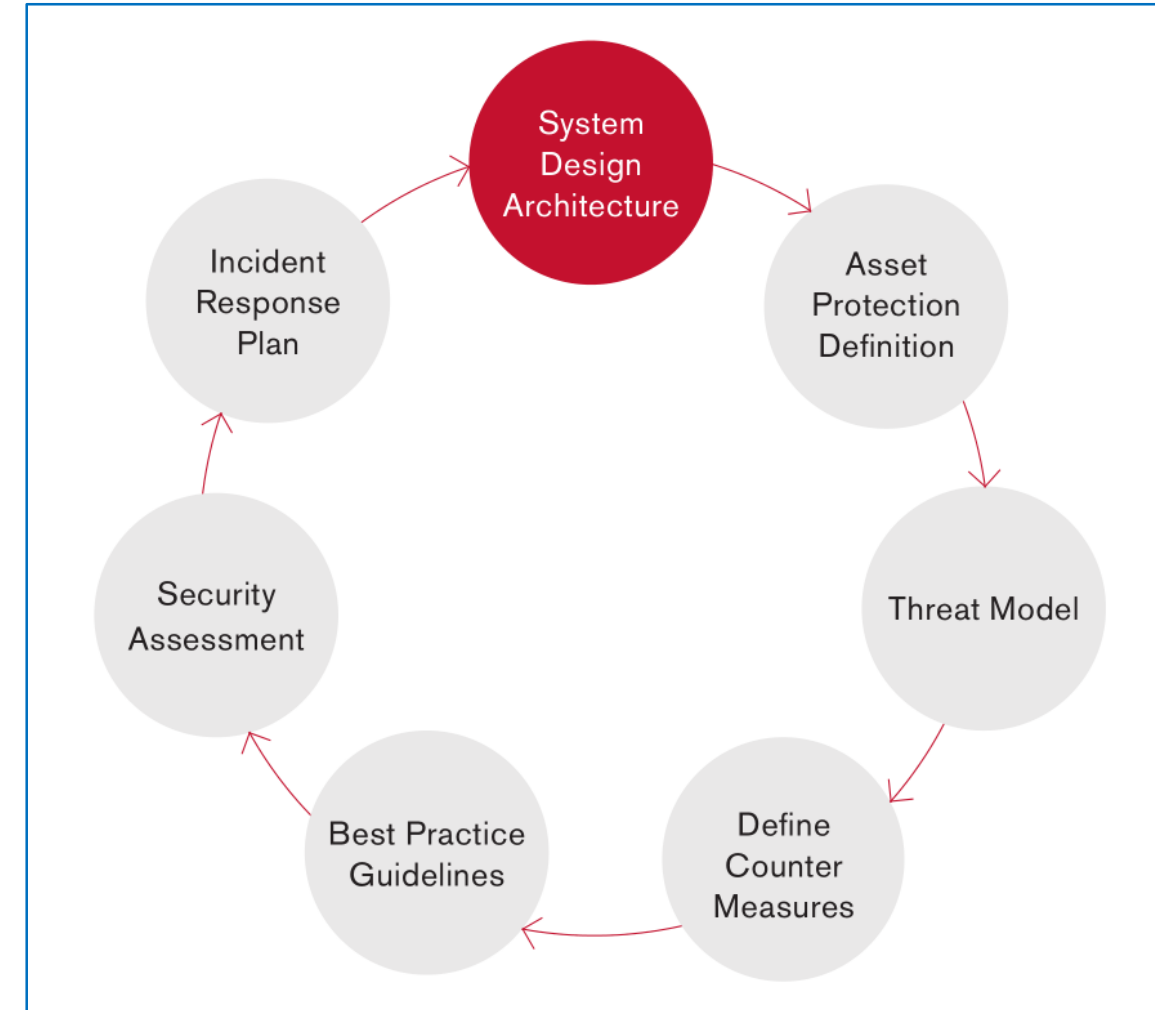 System
Design
Architecture
Asset
Protection
Definition
Threat Model
Define
Counter
Measures
Best Practice
Guidelines
Security
Assessment
Incident
Response
Plan